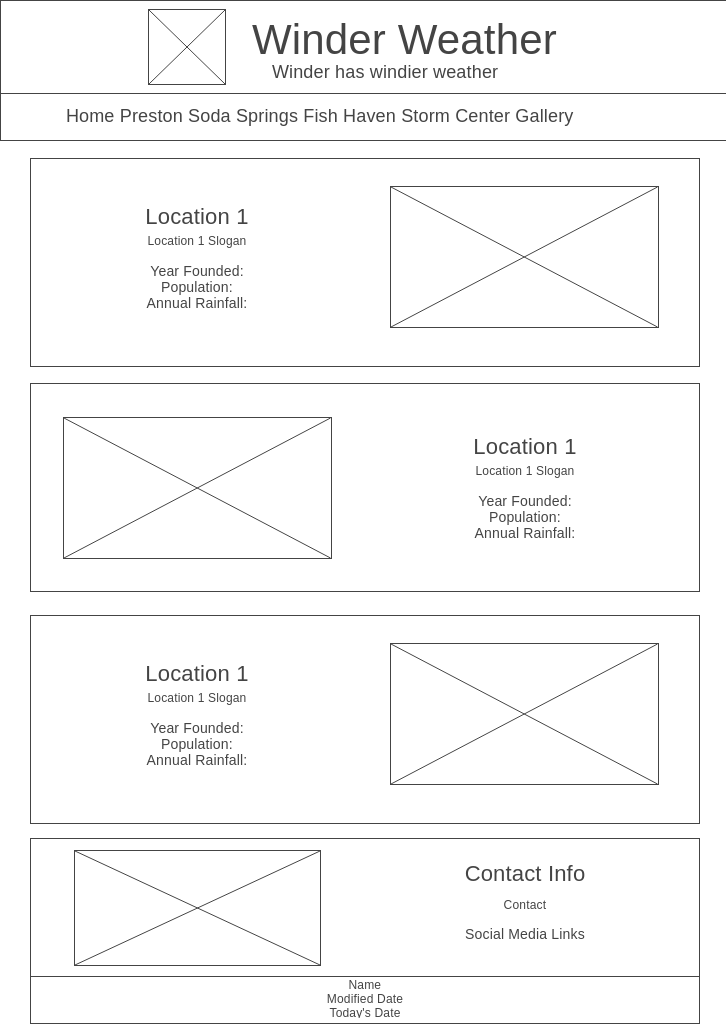 Winder Weather
Winder has windier weather
Home Preston Soda Springs Fish Haven Storm Center Gallery
Location 1
Location 1 Slogan
Year Founded:
Population:
Annual Rainfall:
Location 1
Location 1 Slogan
Year Founded:
Population:
Annual Rainfall:
Location 1
Location 1 Slogan
Year Founded:
Population:
Annual Rainfall:
Contact Info
Contact
Social Media Links
Name
Modified Date
Today's Date